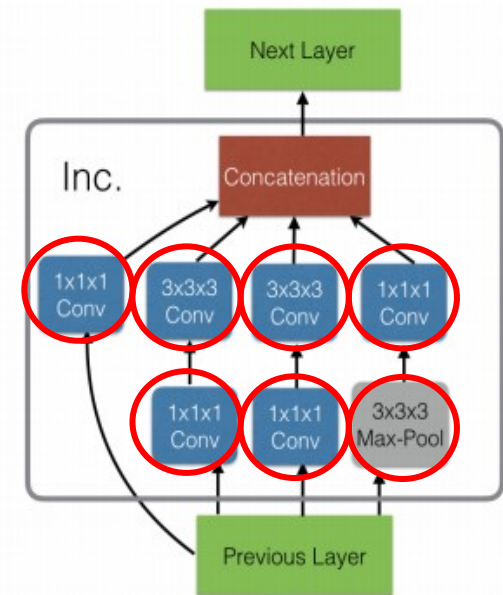 Next Layer
Inc.
Concatenation
1x1x1
Conv
3x3x3
Conv
3x3x3
Conv
1x1x1
Conv
1x1x1
Conv
1x1x1
Conv
3x3x3
Max-Pool
Previous Layer